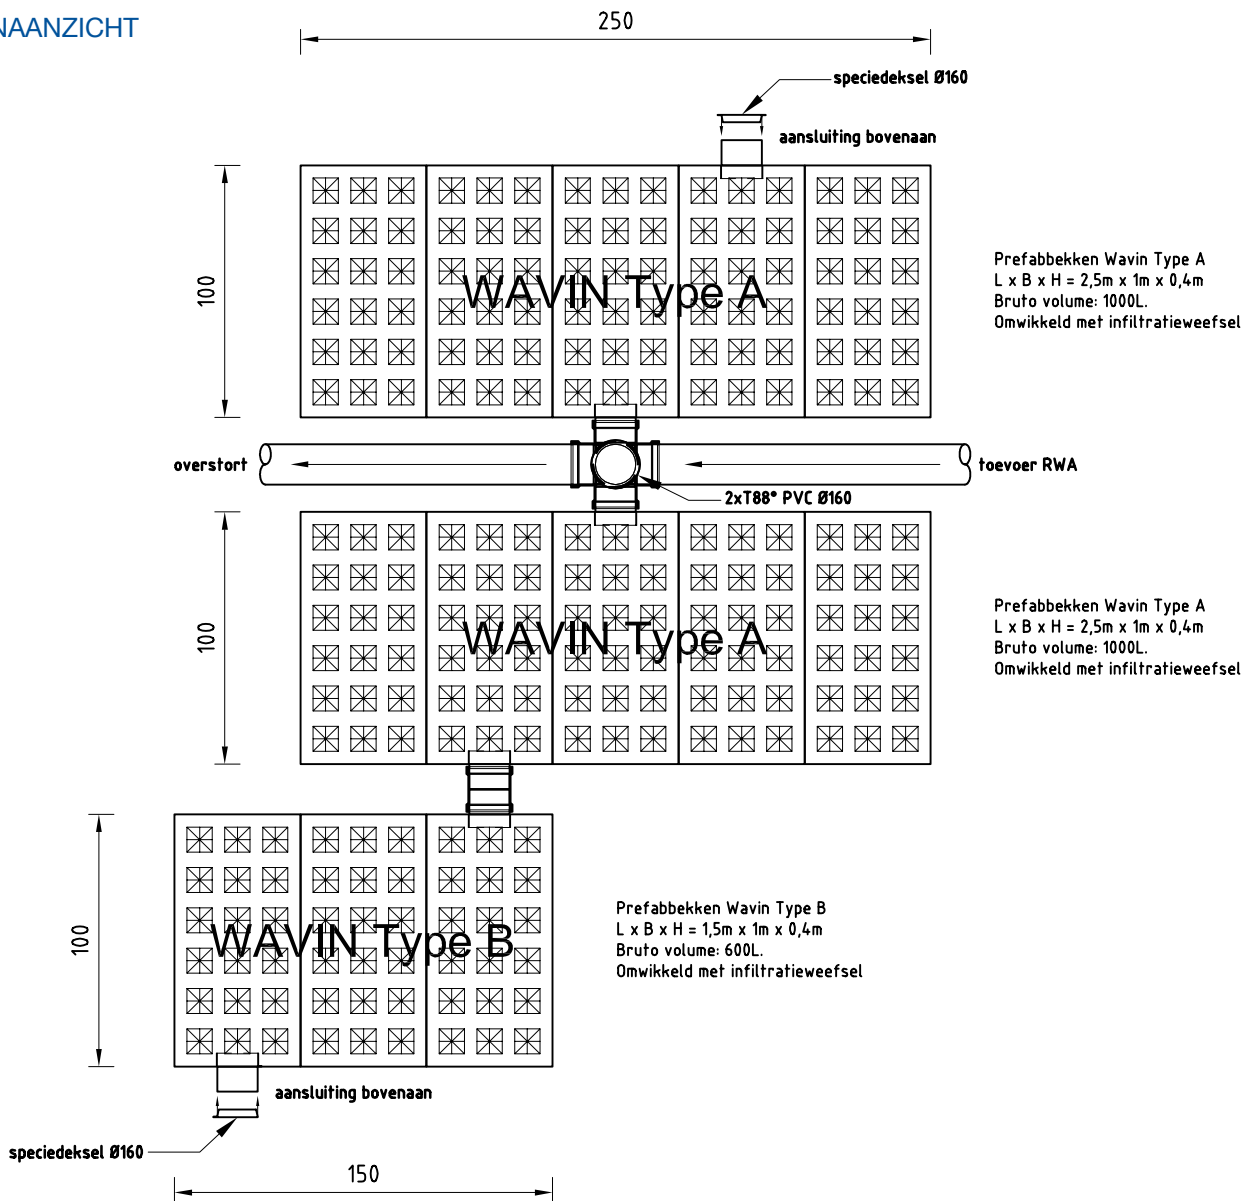 NAANZICHT
250
speciedeksel Ø160
aansluiting bovenaan
100
WAVIN Type A
Prefabbekken Wavin Type A
L x B x H = 2,5m x 1m x 0,4m
Bruto volume: 1000L.
Omwikkeld met infiltratieweefsel
overstort
toevoer RWA
2xT88° PVC Ø160
100
WAVIN Type A
Prefabbekken Wavin Type A
L x B x H = 2,5m x 1m x 0,4m
Bruto volume: 1000L.
Omwikkeld met infiltratieweefsel
100
WAVIN Type B
Prefabbekken Wavin Type B
L x B x H = 1,5m x 1m x 0,4m
Bruto volume: 600L.
Omwikkeld met infiltratieweefsel
aansluiting bovenaan
speciedeksel Ø160
150